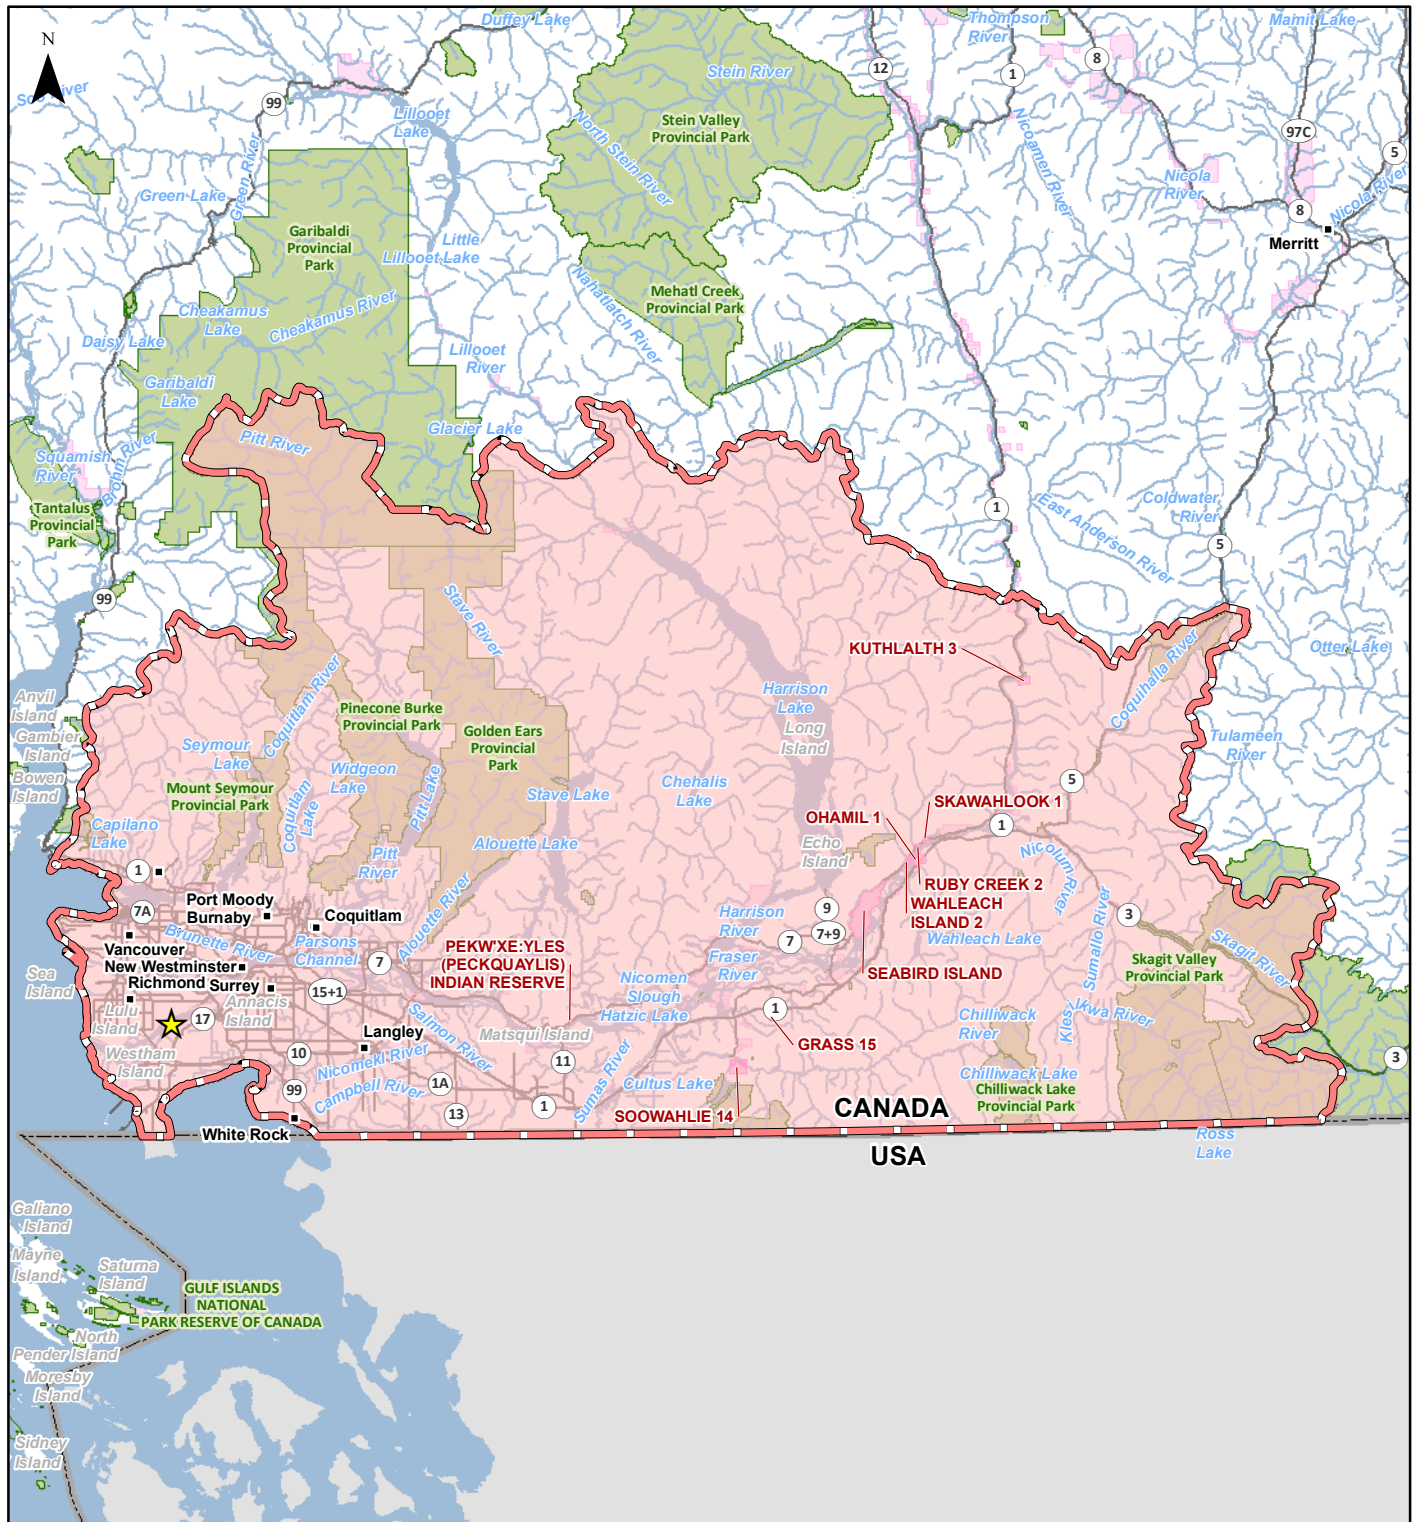 N
Duffey Lake
Thompson
River
Mamit Lake
12
1
8
99
Stein River
97C
5
Lillooet
Lake
North Stein River
Stein Valley
Provincial Park
Nicoamen River
Nicola
River
Nicola River
8
Merritt
Green Lake
Green River
Garibaldi
Provincial
Park
Little
Lillooet Lake
Nahatlatch River
Mehatl Creek
Provincial Park
Cheakamus
Lake
Cheakamus River
Daisy Lake
Lillooet
River
Garibaldi
Lake
Glacier Lake
Pitt River
Squamish
River
Brohm River
Tantalus
Provincial
Park
1
East Anderson River
Coldwater
River
5
99
Slave River
Anvil
Island
Gambier
Island
Bowen
Island
KUTHLALTH 3
Coquihalla River
Otter Lake
Tulameen
River
Harrison
Lake
Long
Island
Seymour
Lake
Coquitlam River
Pinecone Burke
Provincial Park
Golden Ears
Provincial
Park
Mount Seymour
Provincial Park
Widgeon
Lake
Coquitlam
Lake
Pitt Lake
Stave Lake
Chehalis
Lake
5
SKAWAHLOOK 1
OHAMIL 1
1
Capilano
Lake
Alouette Lake
Pitt
River
Echo
Island
Nicolum River
1
RUBY CREEK 2
WAHLEACH
ISLAND 2
7A
Port Moody
Burnaby
Coquitlam
Alouette River
Harrison
River
9
7+9
7
Wahleach Lake
Sumallo River
3
Skagit River
Brunette River
Vancouver
New Westminster
Richmond
Surrey
Parsons
Channel
7
PEKW'XE:YLES
(PECKQUAYLIS)
INDIAN RESERVE
Fraser
River
SEABIRD ISLAND
Skagit Valley
Provincial Park
Sea
Island
15+1
Nicomen
Slough
Hatzic Lake
Lulu
Island
17
Annacis
Island
Langley
Salmon River
Matsqui Island
1
GRASS 15
Chilliwack
River
Klesilkwa River
Westham
Island
10
Nicomekl River
11
Sumas River
3
99
Campbell River
1A
13
1
Cultus Lake
Chilliwack Lake
Chilliwack Lake
Provincial Park
SOOWAHLIE 14
CANADA
White Rock
USA
Ross
Lake
Galiano
Island
Mayne
Island
Saturna
Island
GULF ISLANDS
NATIONAL
PARK RESERVE OF CANADA
North
Pender Island
Moresby
Island
Sidney
Island